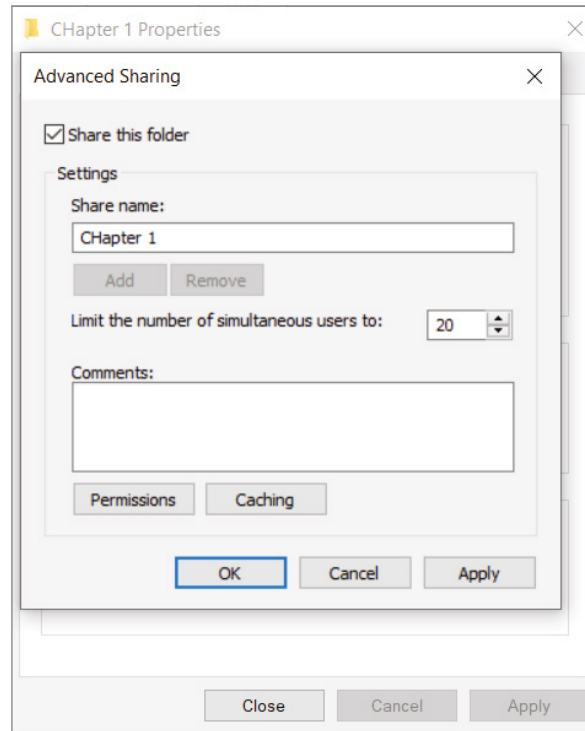 CHapter 1 Properties
Advanced Sharing
Share this folder
Settings
Share name:
CHapter 1
Add Remove
Limit the number of simultaneous users to: 20
Comments:
Permissions Caching
OK Cancel Apply
Close Cancel Apply